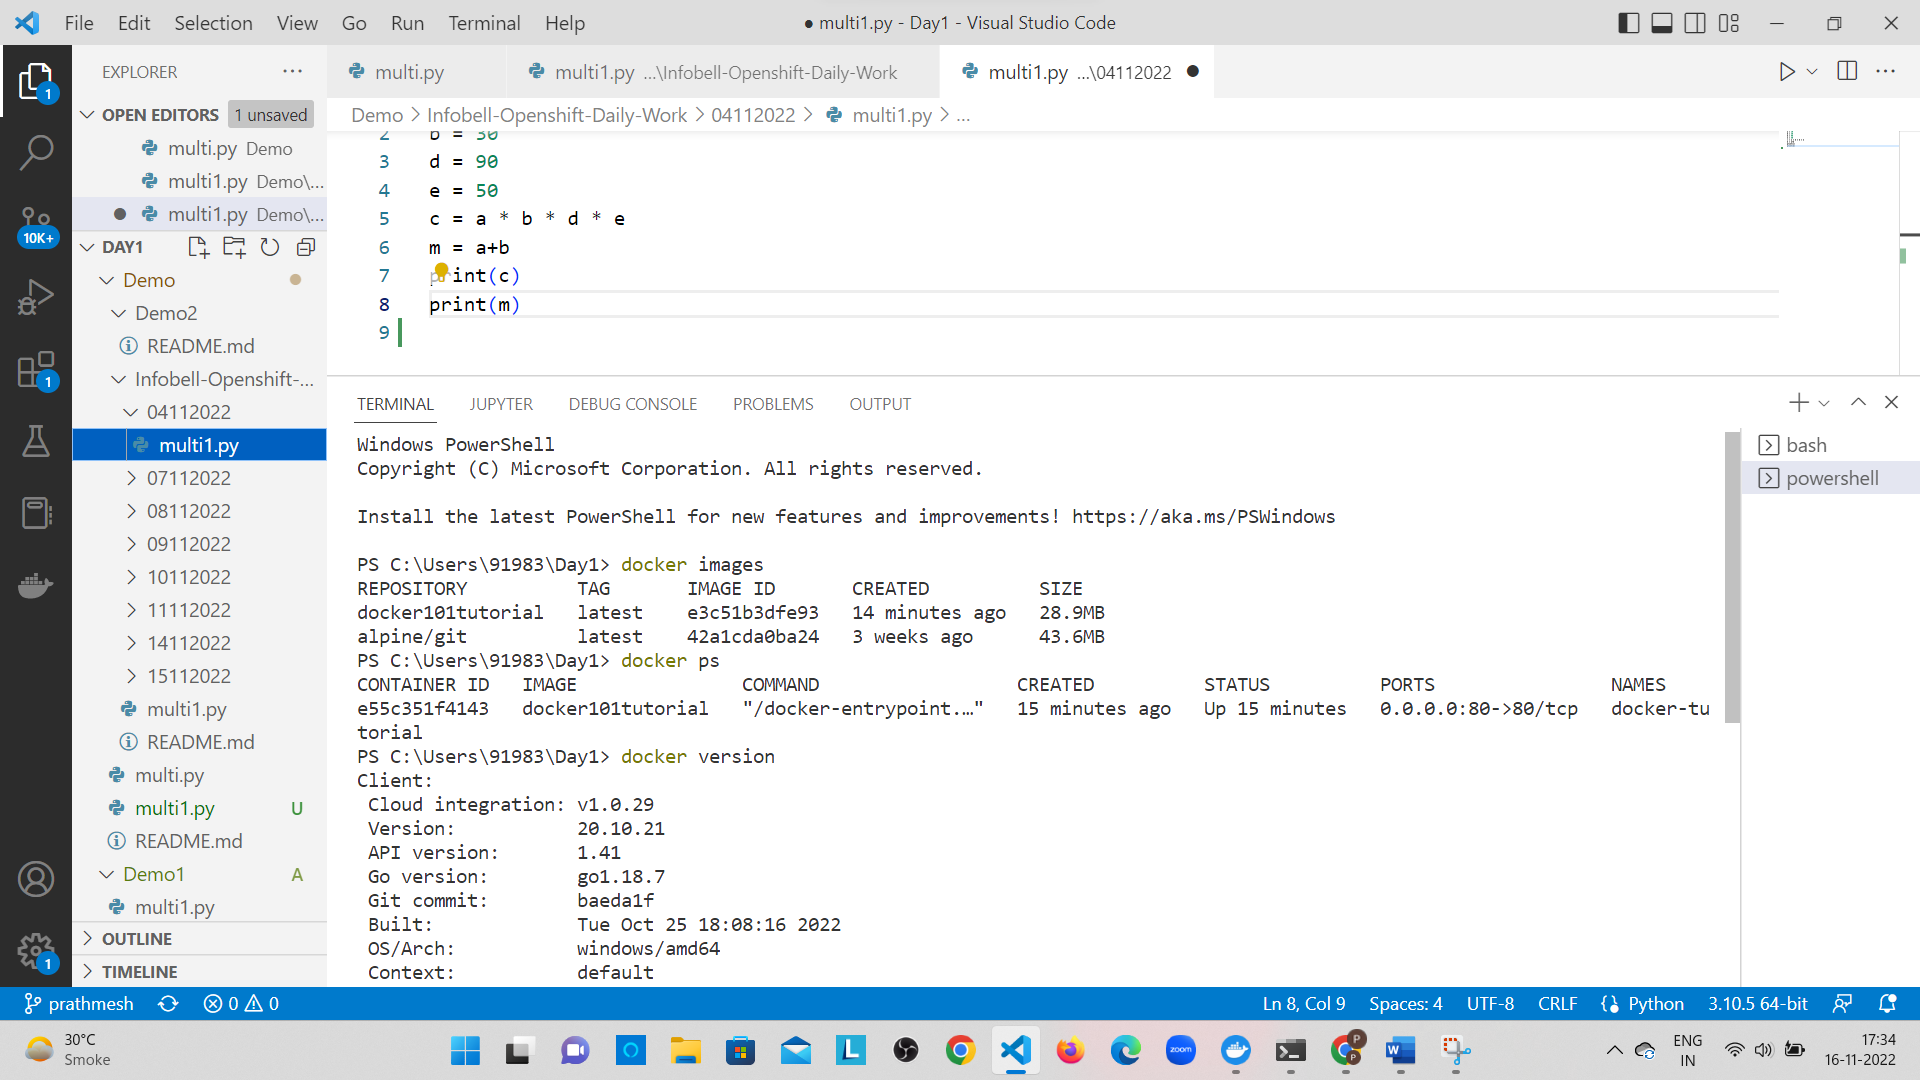 File Edit Selection View Go Run Terminal Help
● multi1.py - Day1 - Visual Studio Code
EXPLORER
OPEN EDITORS 1 unsaved
multi.py Demo
multi1.py Demo\...
multi1.py Demo\...
DAY1
Demo
Demo2
README.md
Infobell-Openshift-...
04112022
multi1.py
07112022
08112022
09112022
10112022
11112022
14112022
15112022
multi1.py
README.md
multi.py
multi1.py U
README.md
Demo1 A
multi1.py
OUTLINE
TIMELINE
1
10K+
1
1
multi.py
multi1.py ...\Infobell-Openshift-Daily-Work
multi1.py ...\04112022 ●
Demo > Infobell-Openshift-Daily-Work > 04112022 > multi1.py > ...
2 b = 30
3 d = 90
4 e = 50
5 c = a * b * d * e
6 m = a+b
7 print(c)
8 print(m)
9
TERMINAL JUPYTER DEBUG CONSOLE PROBLEMS OUTPUT
bash
powershell
Windows PowerShell
Copyright (C) Microsoft Corporation. All rights reserved.
Install the latest PowerShell for new features and improvements! https://aka.ms/PSWindows
PS C:\Users\91983\Day1> docker images
REPOSITORY TAG IMAGE ID CREATED SIZE
docker101tutorial latest e3c51b3dfe93 14 minutes ago 28.9MB
alpine/git latest 42a1cda0ba24 3 weeks ago 43.6MB
PS C:\Users\91983\Day1> docker ps
CONTAINER ID IMAGE COMMAND CREATED STATUS PORTS NAMES
e55c351f4143 docker101tutorial "/docker-entrypoint.…" 15 minutes ago Up 15 minutes 0.0.0.0:80->80/tcp docker-tu
torial
PS C:\Users\91983\Day1> docker version
Client:
Cloud integration: v1.0.29
Version: 20.10.21
API version: 1.41
Go version: go1.18.7
Git commit: baeda1f
Built: Tue Oct 25 18:08:16 2022
OS/Arch: windows/amd64
Context: default
prathmesh 0 0
Ln 8, Col 9 Spaces: 4 UTF-8 CRLF Python 3.10.5 64-bit
30°C
Smoke
L
zoom
P
P
W
ENG
IN
17:34
16-11-2022